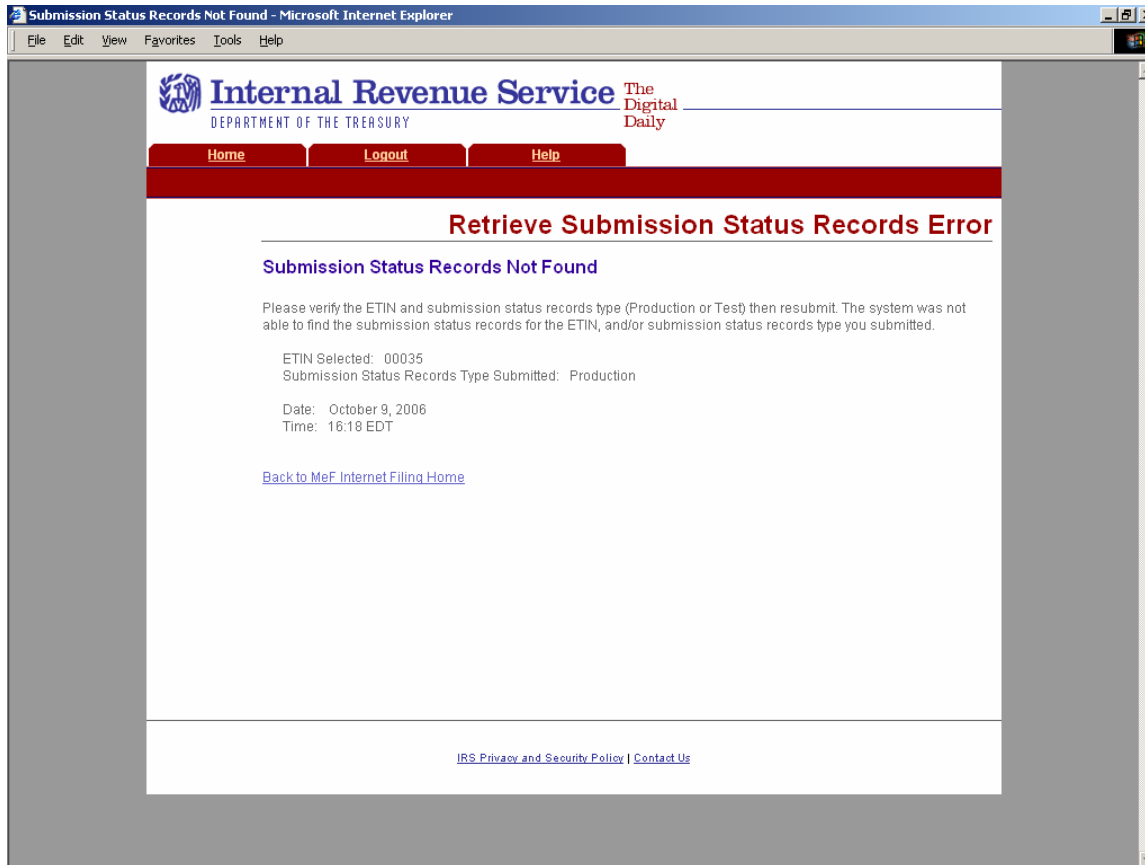 Submission Status Records Not Found - Microsoft Internet Explorer
File Edit View Favorites Tools Help
Internal Revenue Service
DEPARTMENT OF THE TREASURY
The
Digital
Daily
Home Logout Help
Retrieve Submission Status Records Error
Submission Status Records Not Found
Please verify the ETIN and submission status records type (Production or Test) then resubmit. The system was not
able to find the submission status records for the ETIN, and/or submission status records type you submitted.
ETIN Selected: 00035
Submission Status Records Type Submitted: Production
Date: October 9, 2006
Time: 16:18 EDT
Back to MeF Internet Filing Home
IRS Privacy and Security Policy | Contact Us